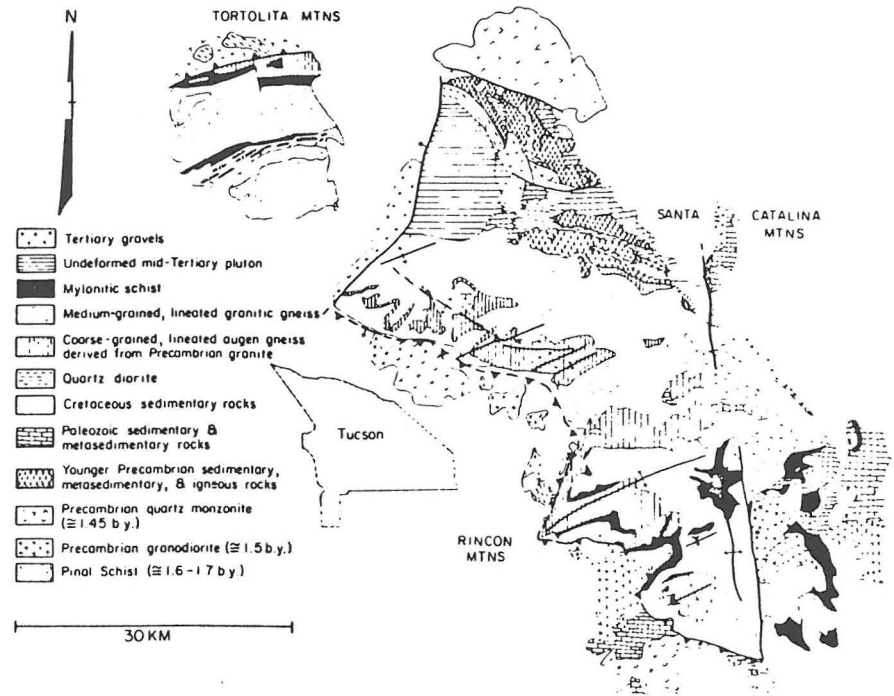 N
TORTOLITA MTNS
SANTA CATALINA
MTNS
Tertiary gravels
Undeformed mid-Tertiary pluton
Mylonitic schist
Medium-grained, lineated granitic gneiss
Coarse-grained, lineated augen gneiss
derived from Precambrian granite
Quartz diorite
Cretaceous sedimentary rocks
Paleozoic sedimentary &
metasedimentary rocks
Younger Precambrian sedimentary,
metasedimentary, & igneous rocks
Precambrian quartz monzonite
(≅ 1.45 b.y.)
Precambrian granodiorite (≅ 1.5 b.y.)
Pinal Schist (≅ 1.6 - 1.7 b.y.)
Tucson
RINCON
MTNS
30 KM